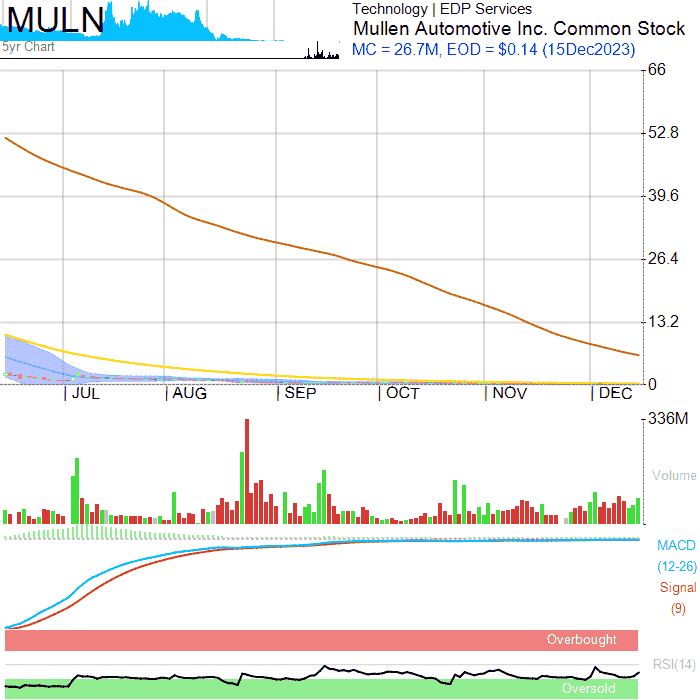 MULN
5yr Chart
Technology | EDP Services
Mullen Automotive Inc. Common Stock
MC = 26.7M, EOD = $0.14 (15Dec2023)
66
52.8
39.6
26.4
13.2
0
| JUL | AUG | SEP | OCT | NOV | DEC
336M
Volume
MACD
(12-26)
Signal
(9)
Overbought
RSI(14)
Oversold